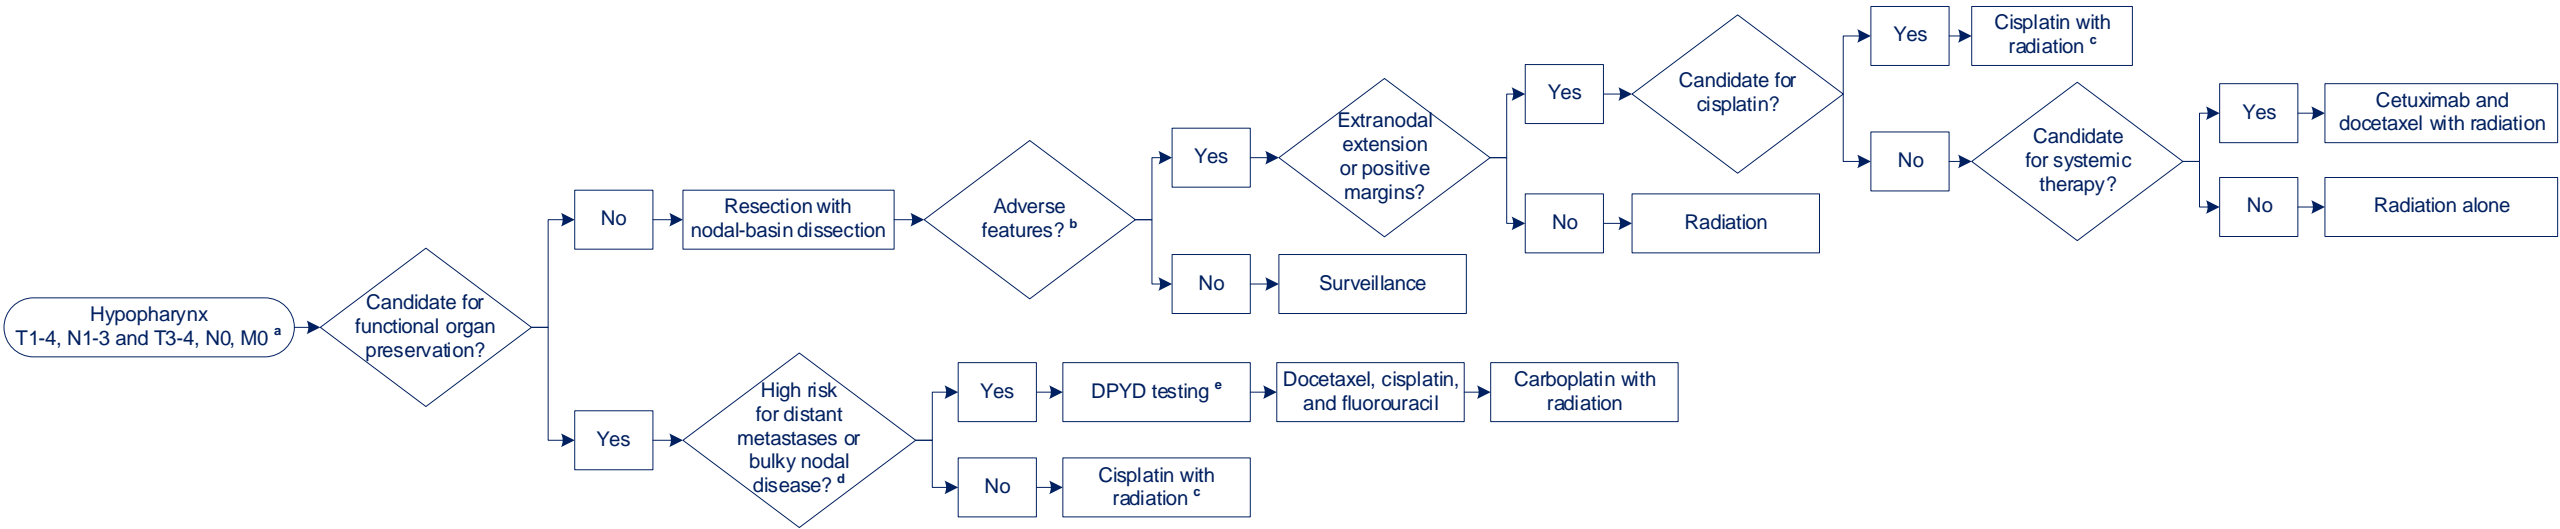 Hypopharynx
T1-4, N1-3 and T3-4, N0, M0 a
Candidate for
functional organ
preservation?
No
Resection with
nodal-basin dissection
Adverse
features? b
Yes
Extranodal
extension
or positive
margins?
Yes
Candidate for
cisplatin?
Yes
Cisplatin with
radiation c
No
Candidate
for systemic
therapy?
Yes
Cetuximab and
docetaxel with radiation
No
Radiation alone
No
Radiation
No
Surveillance
Yes
High risk
for distant
metastases or
bulky nodal
disease? d
Yes
DPYD testing e
Docetaxel, cisplatin,
and fluorouracil
Carboplatin with
radiation
No
Cisplatin with
radiation c